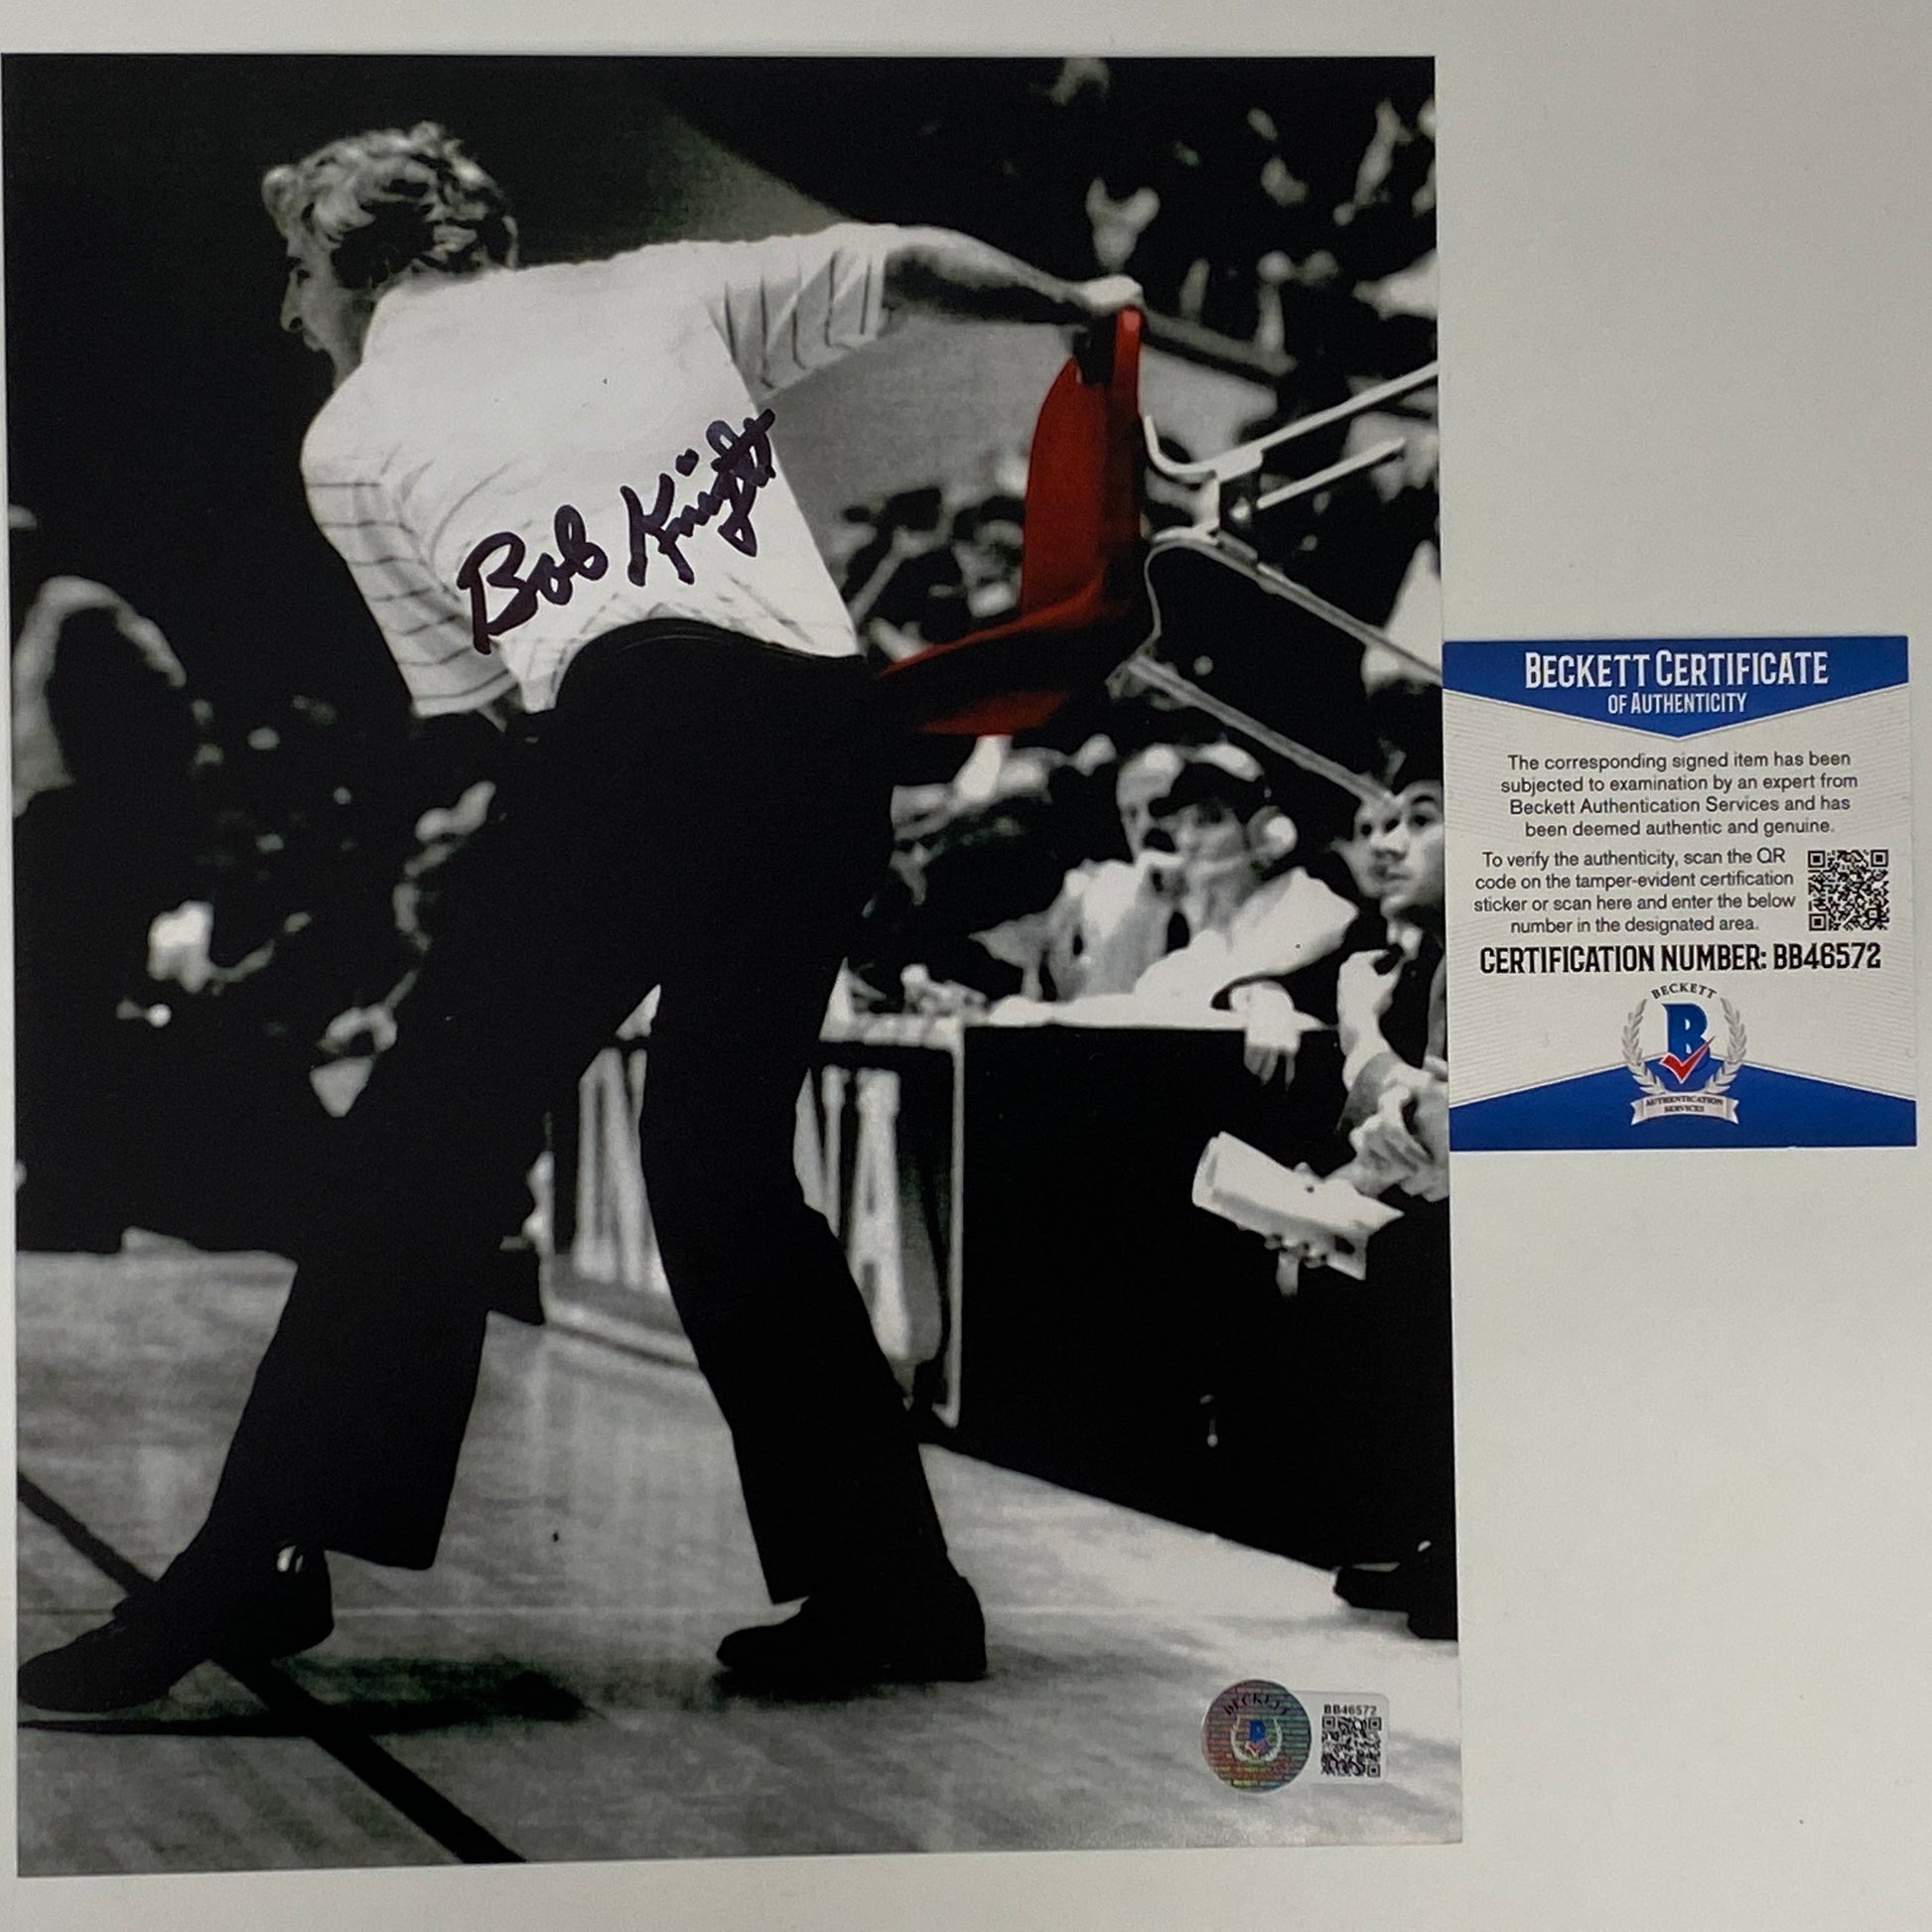 Bob Knight
BECKETT CERTIFICATE
OF AUTHENTICITY
The corresponding signed item has been
subjected to examination by an expert from
Beckett Authentication Services and has
been deemed authentic and genuine.
To verify the authenticity, scan the QR
code on the tamper-evident certification
sticker or scan here and enter the below
number in the designated area.
CERTIFICATION NUMBER: BB46572
BECKETT
B
AUTHENTICATION
SERVICES
BECKETT
B
BB46572